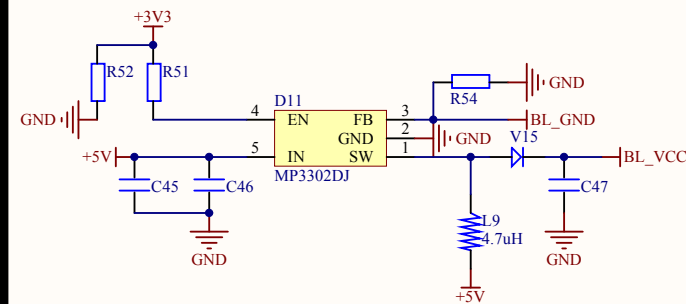 +3V3
R52
R51
GND
D11
4
EN
FB
3
GND
2
5
IN
SW
1
MP3302DJ
R54
GND
BL_GND
GND
V15
BL_VCC
+5V
C45
C46
C47
GND
L9
4.7uH
GND
+5V